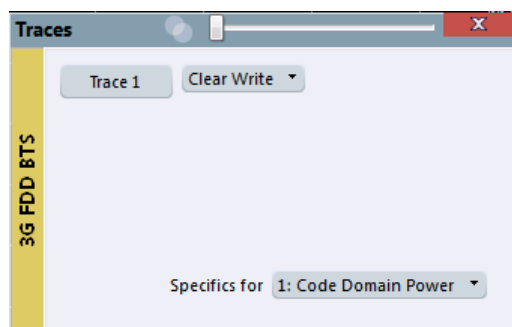 Traces
X
Trace 1 Clear Write
3G FDD BTS
Specifics for 1: Code Domain Power